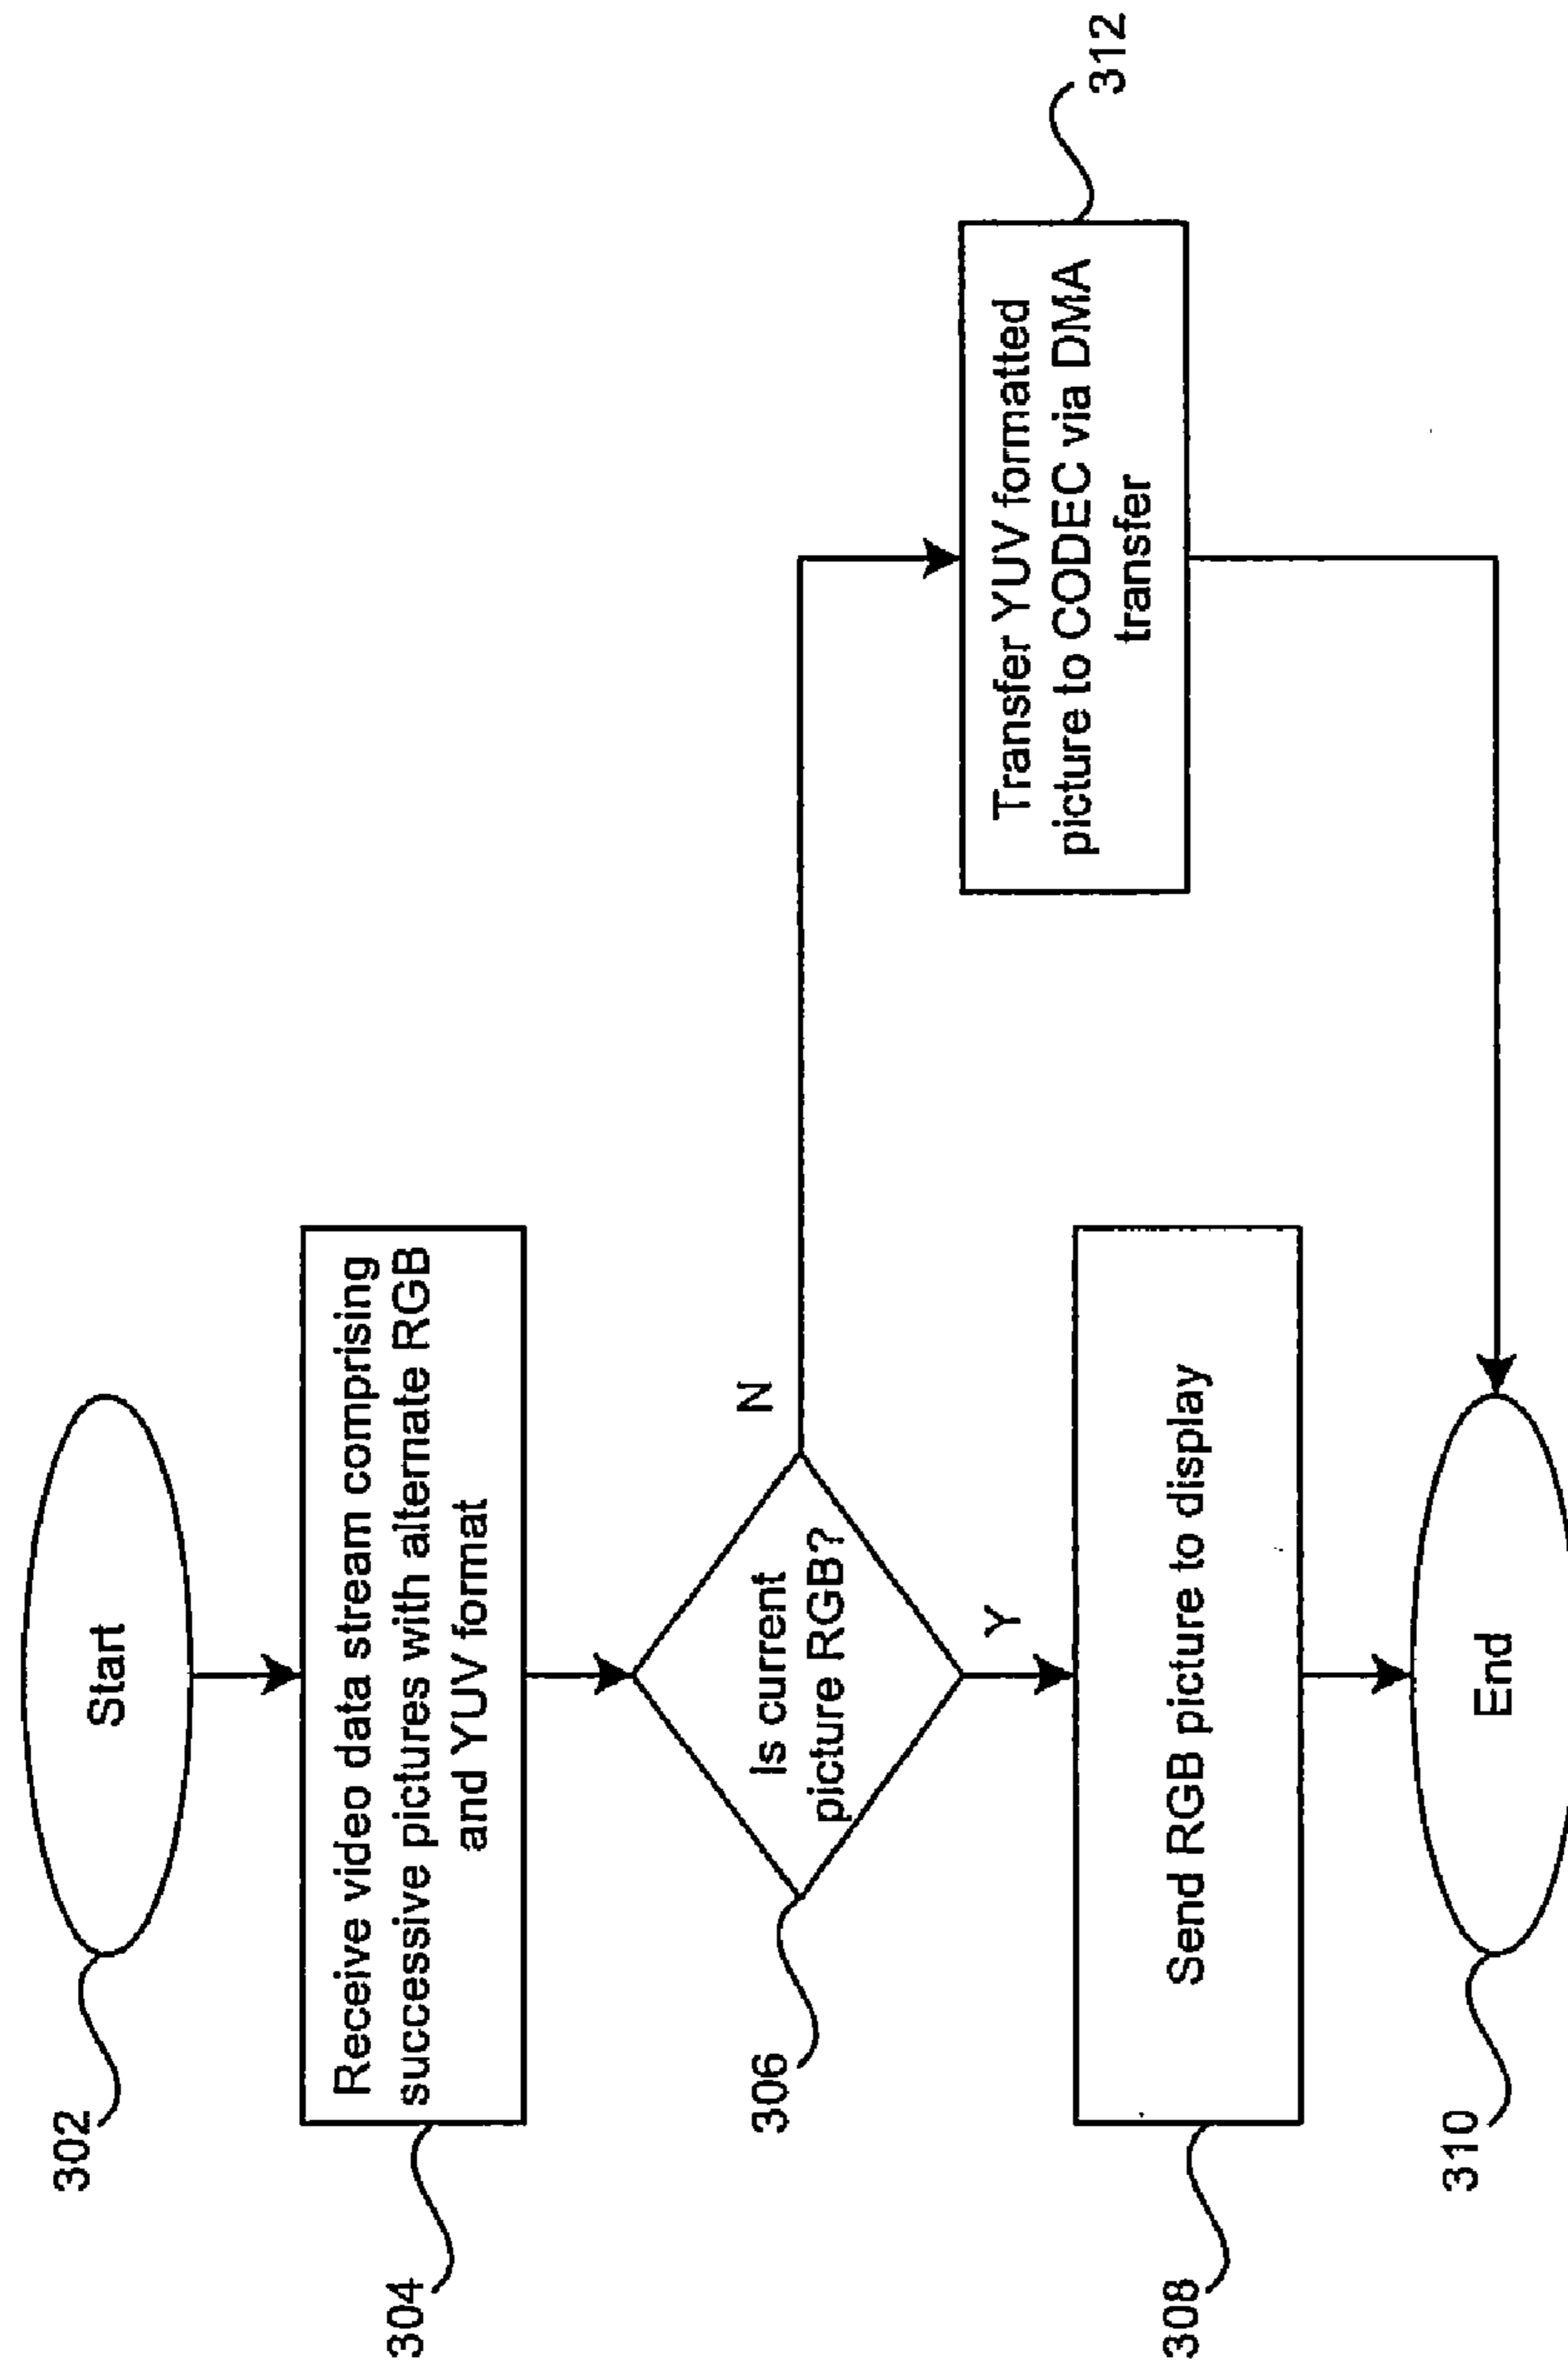 302
Start
304
Receive video data stream comprising
successive pictures with alternate RGB
and YUV format
306
Is current
picture RGB?
N
Y
312
Transfer YUV formatted
picture to CODEC via DMA
transfer
308
Send RGB picture to display
310
End